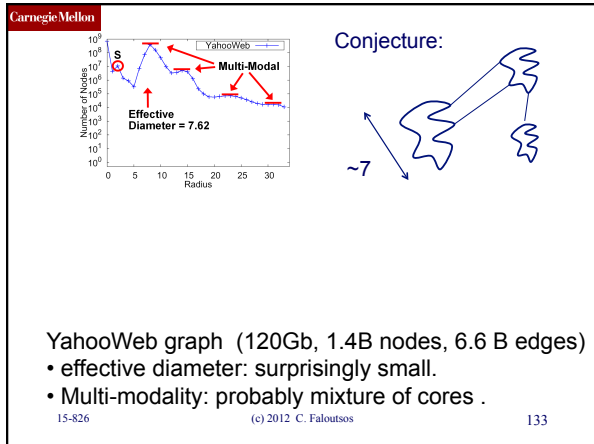 Carnegie Mellon
Conjecture:
10^9
10^8
10^7
10^6
10^5
10^4
10^3
10^2
10^1
10^0
Number of Nodes
S
YahooWeb
Multi-Modal
Effective
Diameter = 7.62
0 5 10 15 20 25 30
Radius
~7
YahooWeb graph (120Gb, 1.4B nodes, 6.6 B edges)
• effective diameter: surprisingly small.
• Multi-modality: probably mixture of cores .
15-826 (c) 2012 C. Faloutsos 133